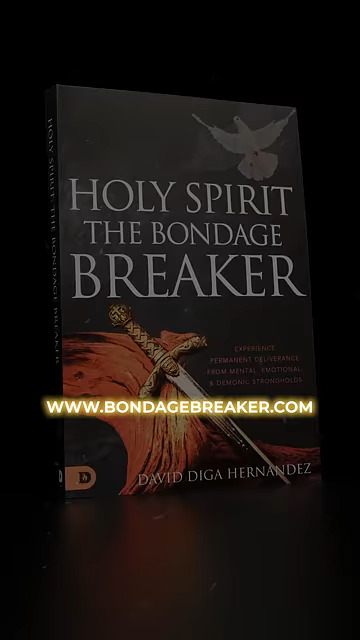 HOLY SPIRIT
THE BONDAGE
BREAKER
EXPERIENCE
PERMANENT DELIVERANCE
FROM MENTAL, EMOTIONAL,
& DEMONIC STRONGHOLDS
WWW.BONDAGEBREAKER.COM
DAVID DIGA HERNANDEZ
HOLY SPIRIT THE BONDAGE BREAKER
D